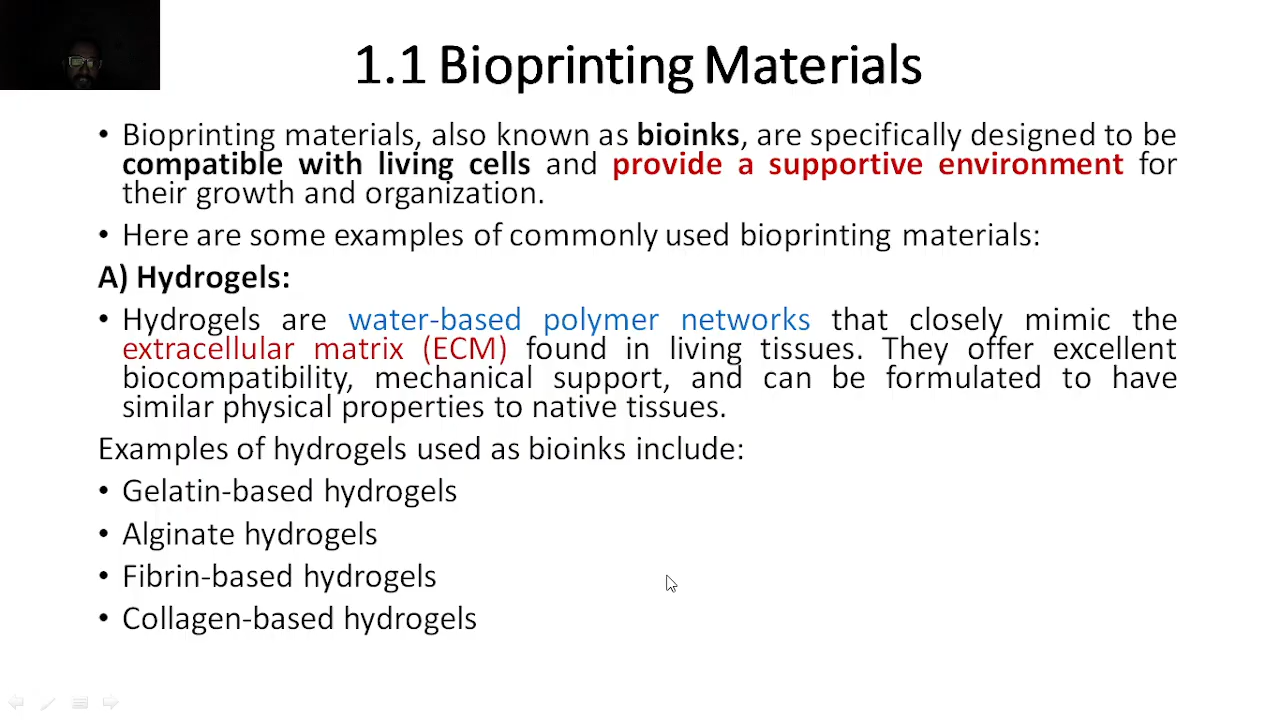 1.1 Bioprinting Materials
• Bioprinting materials, also known as bioinks, are specifically designed to be
compatible with living cells and provide a supportive environment for
their growth and organization.
• Here are some examples of commonly used bioprinting materials:
A) Hydrogels:
• Hydrogels are water-based polymer networks that closely mimic the
extracellular matrix (ECM) found in living tissues. They offer excellent
biocompatibility, mechanical support, and can be formulated to have
similar physical properties to native tissues.
Examples of hydrogels used as bioinks include:
• Gelatin-based hydrogels
• Alginate hydrogels
• Fibrin-based hydrogels
• Collagen-based hydrogels